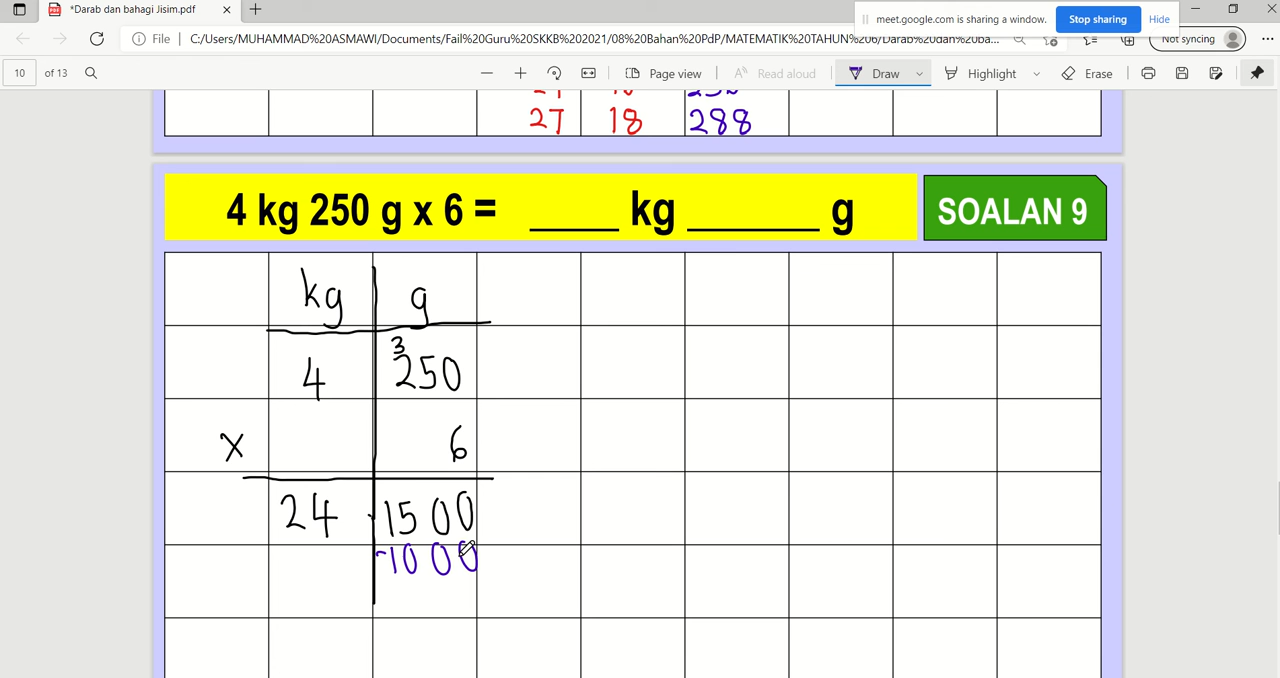 *Darab dan bahagi Jisim.pdf
meet.google.com is sharing a window. Stop sharing Hide
File C:/Users/MUHAMMAD%20ASMAWI/Documents/Fails%20Guru%20SKKB%202021/08%20Bahan%20PdP/MATEMATIK%20TAHUN%206/Darab%20dan%20ba... Not syncing
10 of 13 Page view Read aloud Draw Highlight Erase
27 18 288
4 kg 250 g x 6 = _____ kg _______ g SOALAN 9
kg g
3
4 250
x 6
24 1500
-1000